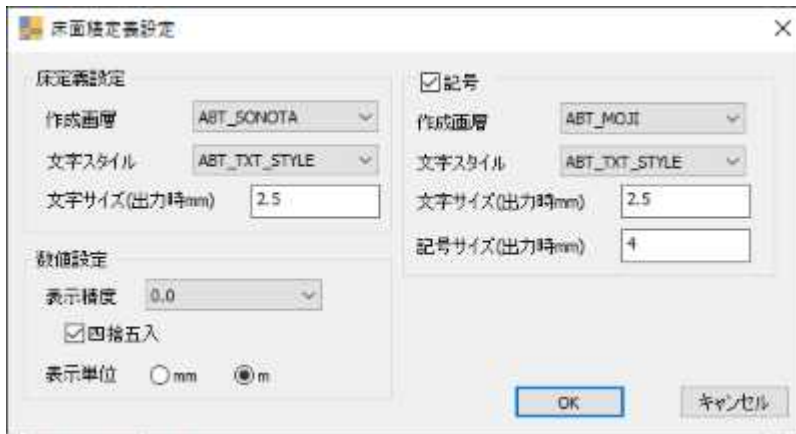 床面積定義設定
床定義設定
作成画層 ABT_SONOTA
文字スタイル ABT_TXT_STYLE
文字サイズ(出力時mm) 2.5
数値設定
表示精度 0.0
四捨五入
表示単位 mm m
記号
作成画層 ABT_MOJI
文字スタイル ABT_TXT_STYLE
文字サイズ(出力時mm) 2.5
記号サイズ(出力時mm) 4
OK キャンセル